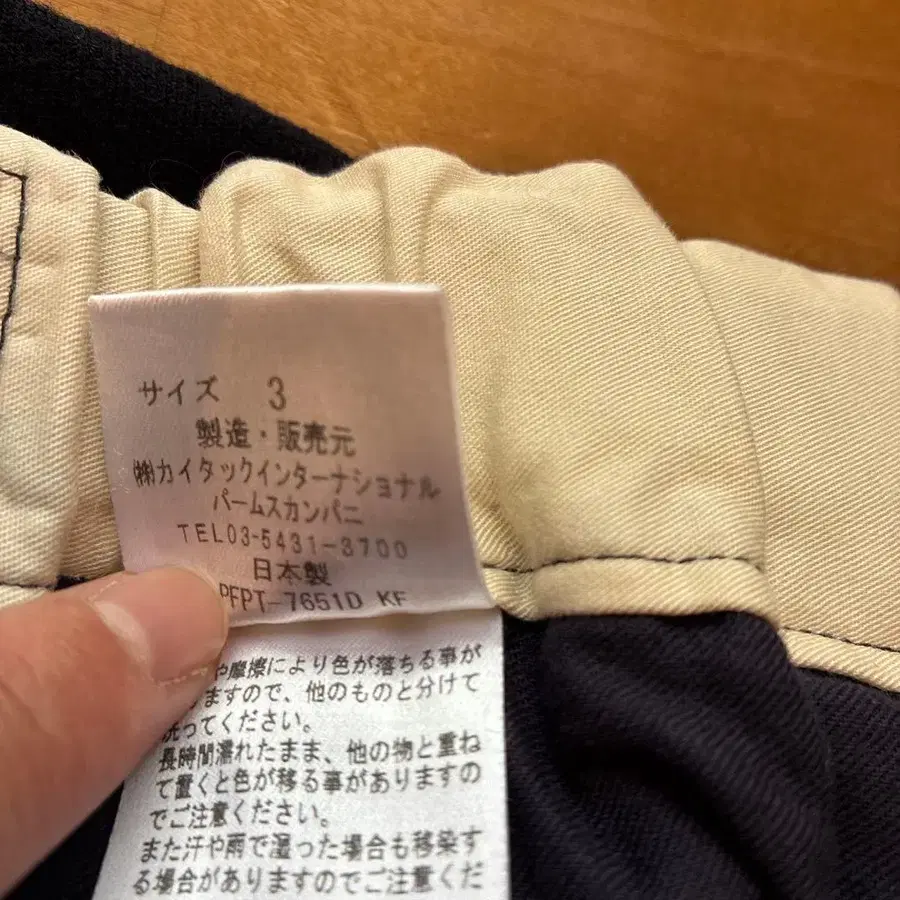 サイズ 3
製造・販売元
㈱カイタックインターナショナル
パームスカンパニ
TEL03-5431-3700
日本製
PFPT-7651D KF
や摩擦により色が落ちる事が
りますので、他のものと分けて
洗ってください。
長時間濡れたまま、他の物と重ね
て置くと色が移る事がありますの
でご注意ください。
また汗や雨で湿った場合も移染す
る場合がありますのでご注意くだ